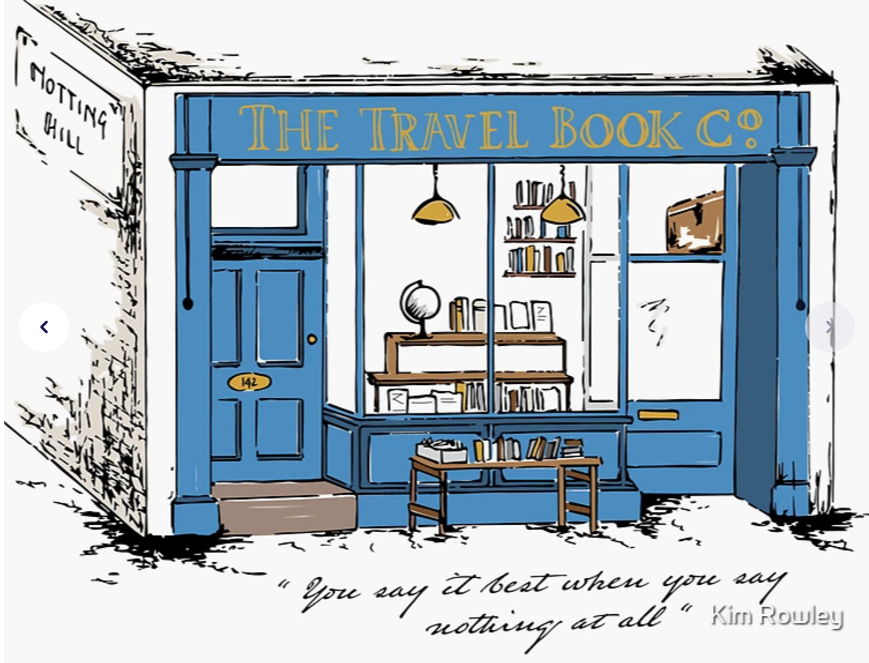 NOTTING
HILL
THE TRAVEL BOOK Cº
142
“ You say it best when you say
nothing at all “
Kim Rowley